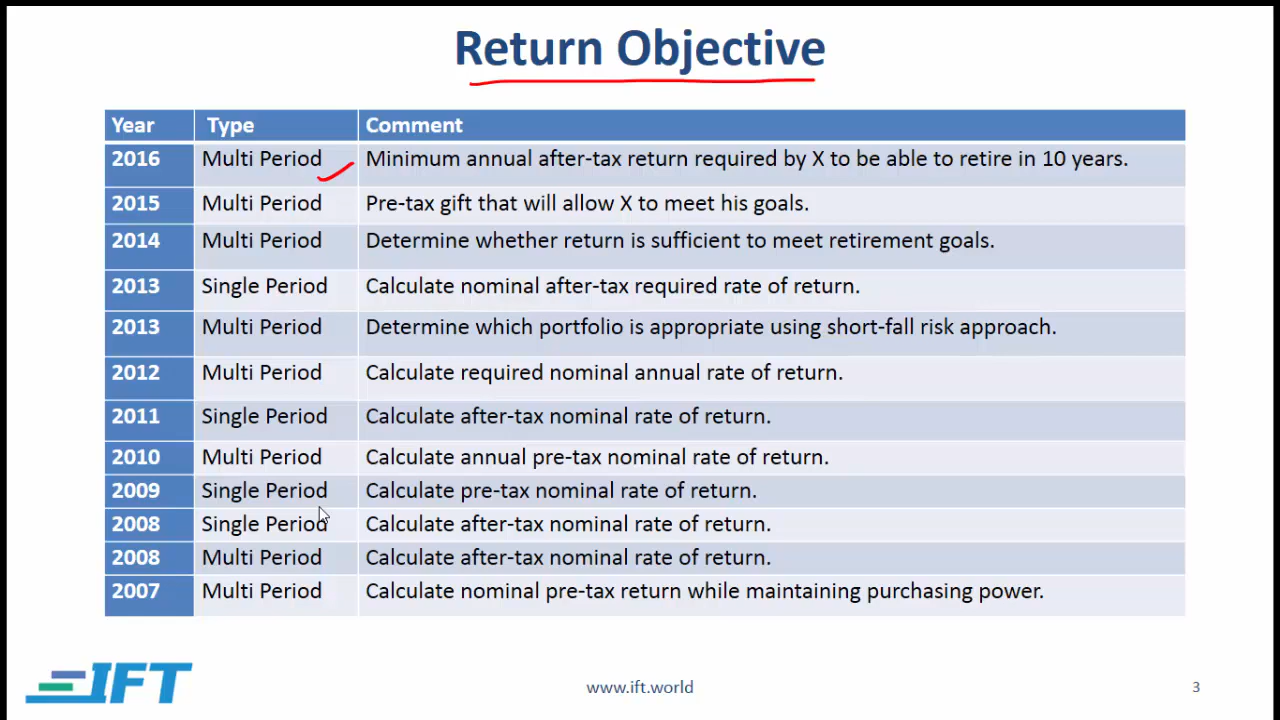 Return Objective
Year Type Comment
2016 Multi Period Minimum annual after-tax return required by X to be able to retire in 10 years.
2015 Multi Period Pre-tax gift that will allow X to meet his goals.
2014 Multi Period Determine whether return is sufficient to meet retirement goals.
2013 Single Period Calculate nominal after-tax required rate of return.
2013 Multi Period Determine which portfolio is appropriate using short-fall risk approach.
2012 Multi Period Calculate required nominal annual rate of return.
2011 Single Period Calculate after-tax nominal rate of return.
2010 Multi Period Calculate annual pre-tax nominal rate of return.
2009 Single Period Calculate pre-tax nominal rate of return.
2008 Single Period Calculate after-tax nominal rate of return.
2008 Multi Period Calculate after-tax nominal rate of return.
2007 Multi Period Calculate nominal pre-tax return while maintaining purchasing power.
IFT www.ift.world 3